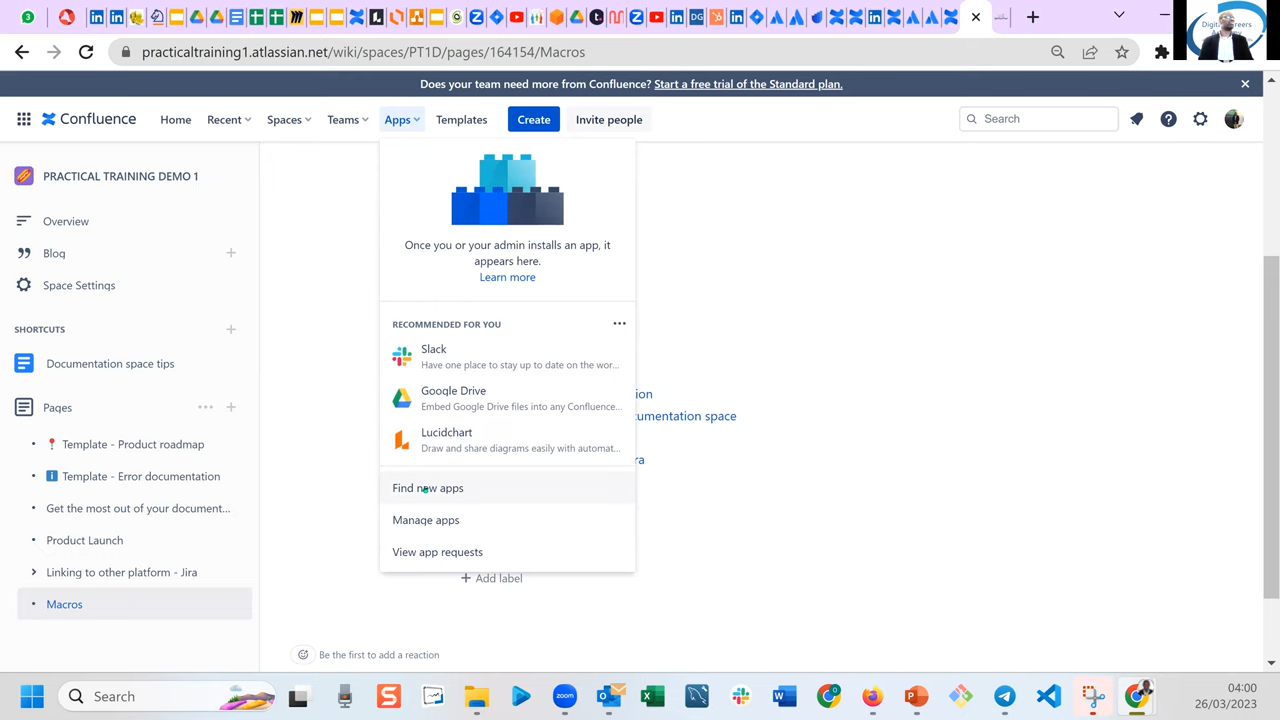 Digital Careers
practicaltraining1.atlassian.net/wiki/spaces/PT1D/pages/164154/Macros
Does your team need more from Confluence? Start a free trial of the Standard plan.
Confluence Home Recent Spaces Teams Apps Templates Create Invite people Search
PRACTICAL TRAINING DEMO 1
Overview
Blog
Space Settings
SHORTCUTS
Documentation space tips
Pages
Template - Product roadmap
Template - Error documentation
Get the most out of your document...
Product Launch
Linking to other platform - Jira
Macros
Once you or your admin installs an app, it
appears here.
Learn more
RECOMMENDED FOR YOU
Slack
Have one place to stay up to date on the wor...
Google Drive
Embed Google Drive files into any Confluence...
Lucidchart
Draw and share diagrams easily with automat...
Find new apps
Manage apps
View app requests
ion
cumentation space
ra
Add label
Be the first to add a reaction
Search
04:00
26/03/2023